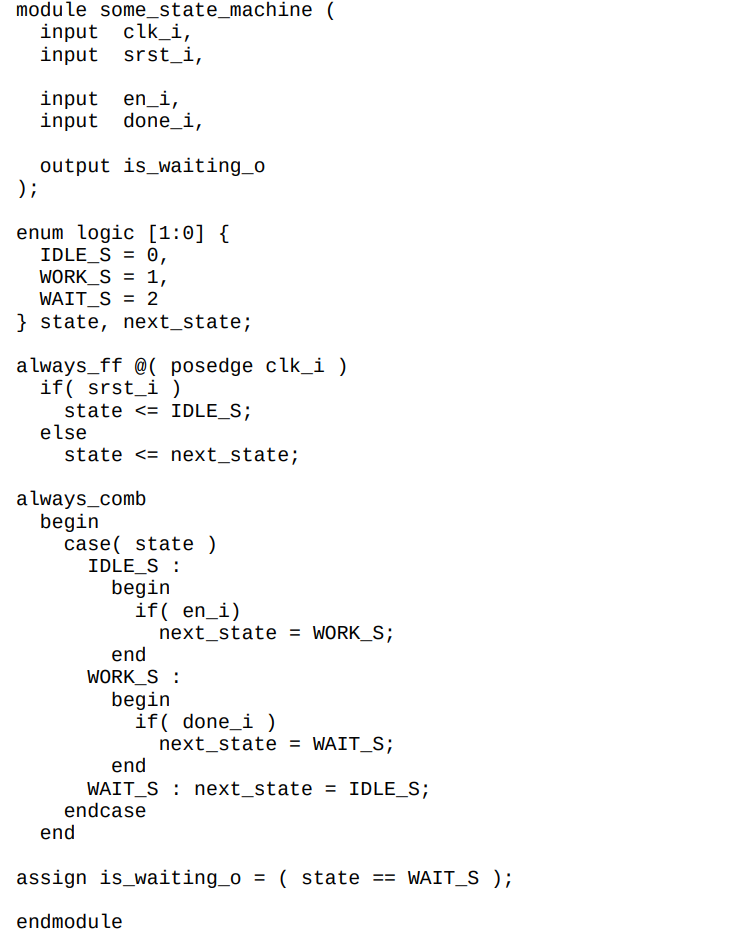 module some_state_machine (
  input  clk_i,
  input  srst_i,

  input  en_i,
  input  done_i,

  output is_waiting_o
);

enum logic [1:0] {
  IDLE_S = 0,
  WORK_S = 1,
  WAIT_S = 2
} state, next_state;

always_ff @( posedge clk_i )
  if( srst_i )
    state <= IDLE_S;
  else
    state <= next_state;

always_comb
  begin
    case( state )
      IDLE_S :
        begin
          if( en_i)
            next_state = WORK_S;
        end
      WORK_S :
        begin
          if( done_i )
            next_state = WAIT_S;
        end
      WAIT_S : next_state = IDLE_S;
    endcase
  end

assign is_waiting_o = ( state == WAIT_S );

endmodule